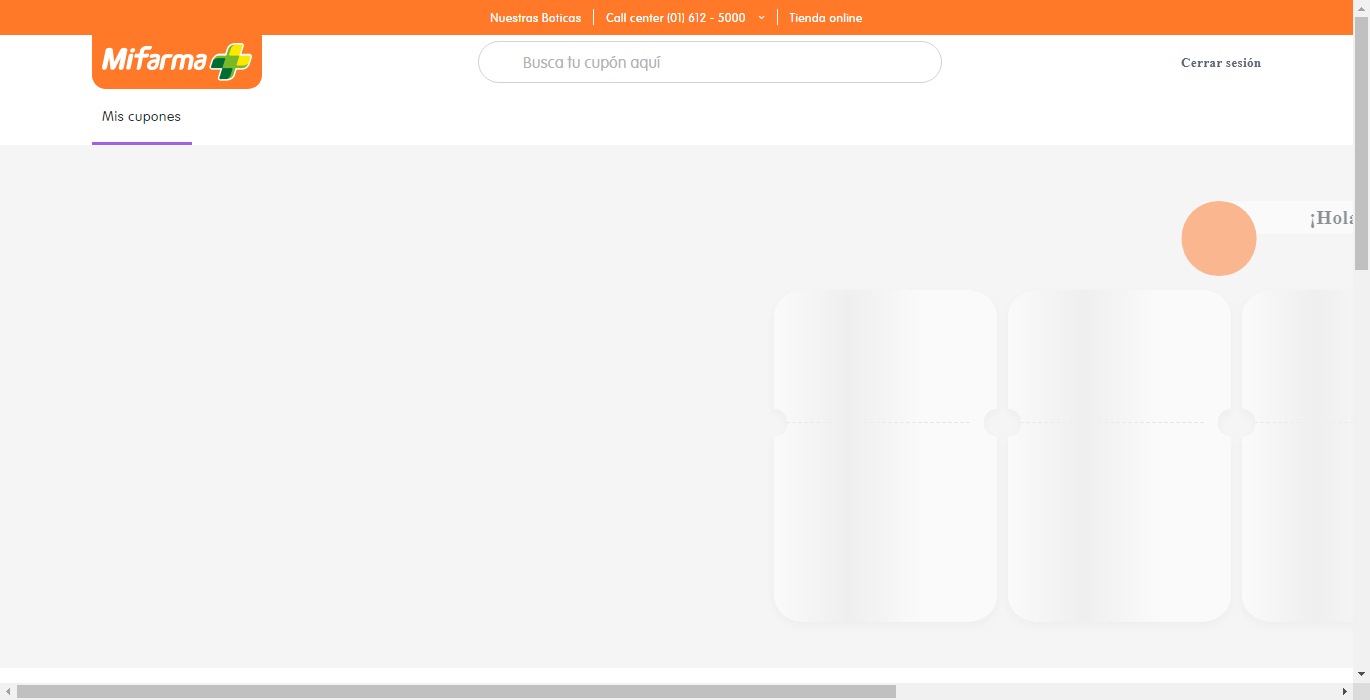 Nuestras Boticas
Call center (01) 612 - 5000
Tienda online
Mifarma
Busca tu cupón aquí
Cerrar sesión
Mis cupones
¡Hola